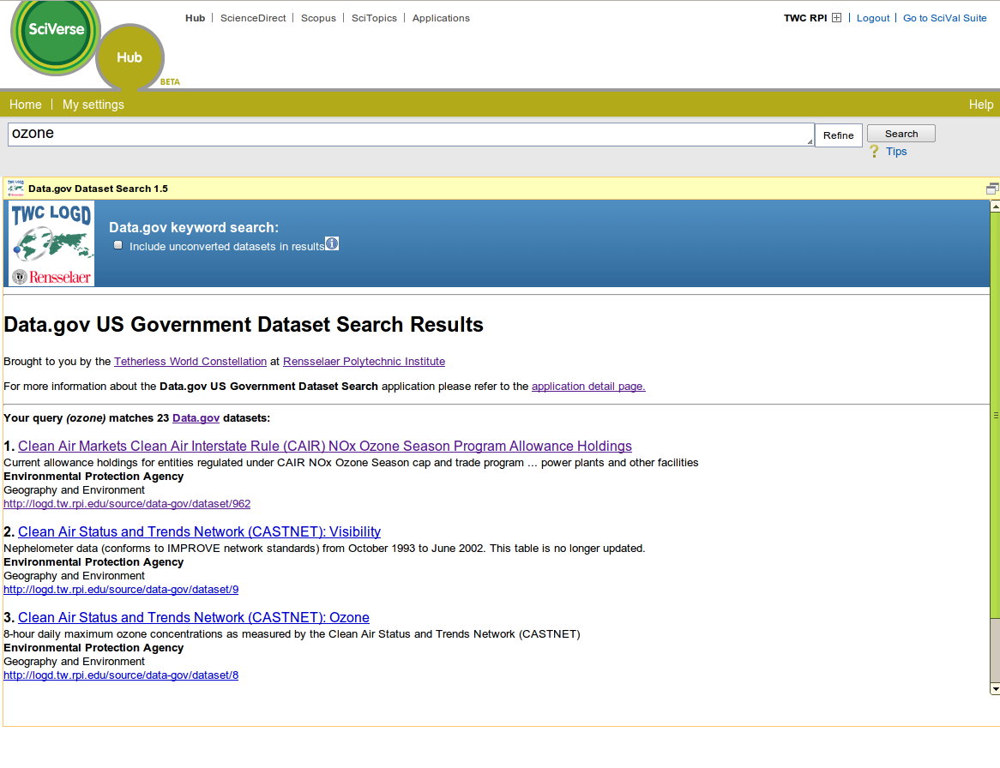 SciVerse
Hub
BETA
Hub | ScienceDirect | Scopus | SciTopics | Applications
TWC RPI | Logout | Go to SciVal Suite
Home | My settings
Help
ozone
Refine
Search
? Tips
TWC LOGD
Data.gov Dataset Search 1.5
TWC LOGD
Rensselaer
Data.gov keyword search:
Include unconverted datasets in results
Data.gov US Government Dataset Search Results
Brought to you by the Tetherless World Constellation at Rensselaer Polytechnic Institute
For more information about the Data.gov US Government Dataset Search application please refer to the application detail page.
Your query (ozone) matches 23 Data.gov datasets:
1. Clean Air Markets Clean Air Interstate Rule (CAIR) NOx Ozone Season Program Allowance Holdings
Current allowance holdings for entities regulated under CAIR NOx Ozone Season cap and trade program ... power plants and other facilities
Environmental Protection Agency
Geography and Environment
http://logd.tw.rpi.edu/source/data-gov/dataset/962
2. Clean Air Status and Trends Network (CASTNET): Visibility
Nephelometer data (conforms to IMPROVE network standards) from October 1993 to June 2002. This table is no longer updated.
Environmental Protection Agency
Geography and Environment
http://logd.tw.rpi.edu/source/data-gov/dataset/9
3. Clean Air Status and Trends Network (CASTNET): Ozone
8-hour daily maximum ozone concentrations as measured by the Clean Air Status and Trends Network (CASTNET)
Environmental Protection Agency
Geography and Environment
http://logd.tw.rpi.edu/source/data-gov/dataset/8